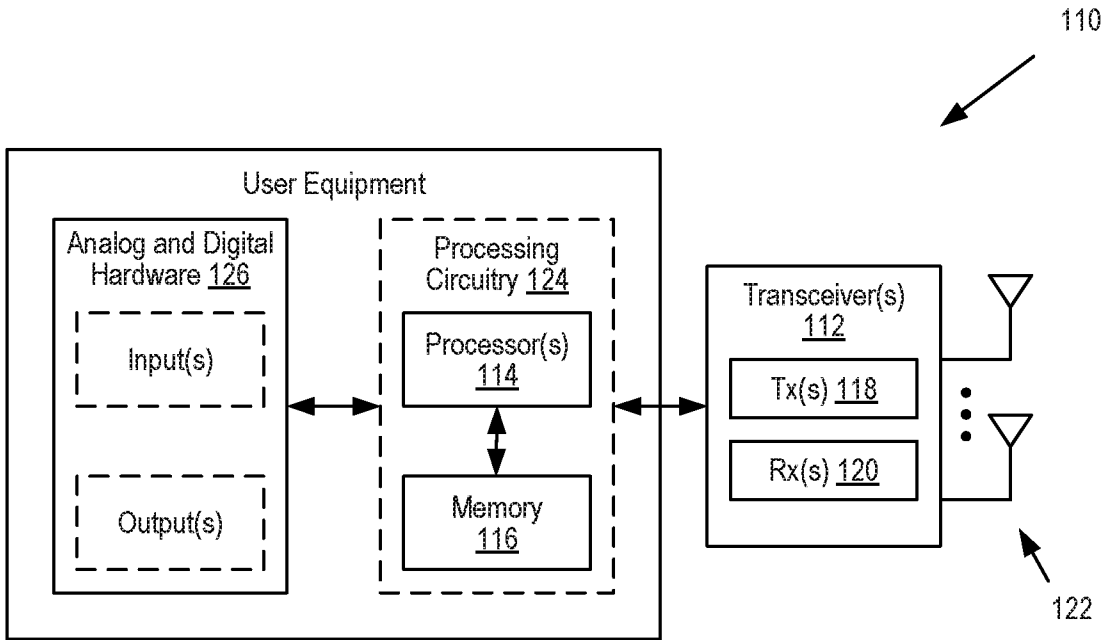 110
User Equipment
Analog and Digital
Hardware 126
Input(s)
Output(s)
Processing
Circuitry 124
Processor(s)
114
Memory
116
Transceiver(s)
112
Tx(s) 118
Rx(s) 120
122